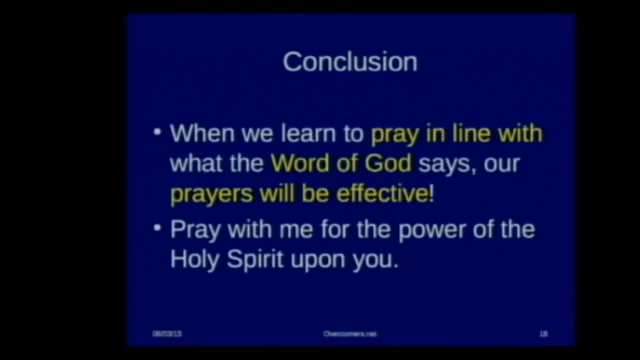 Conclusion
• When we learn to pray in line with
what the Word of God says, our
prayers will be effective!
• Pray with me for the power of the
Holy Spirit upon you.
Overcomers.net
18